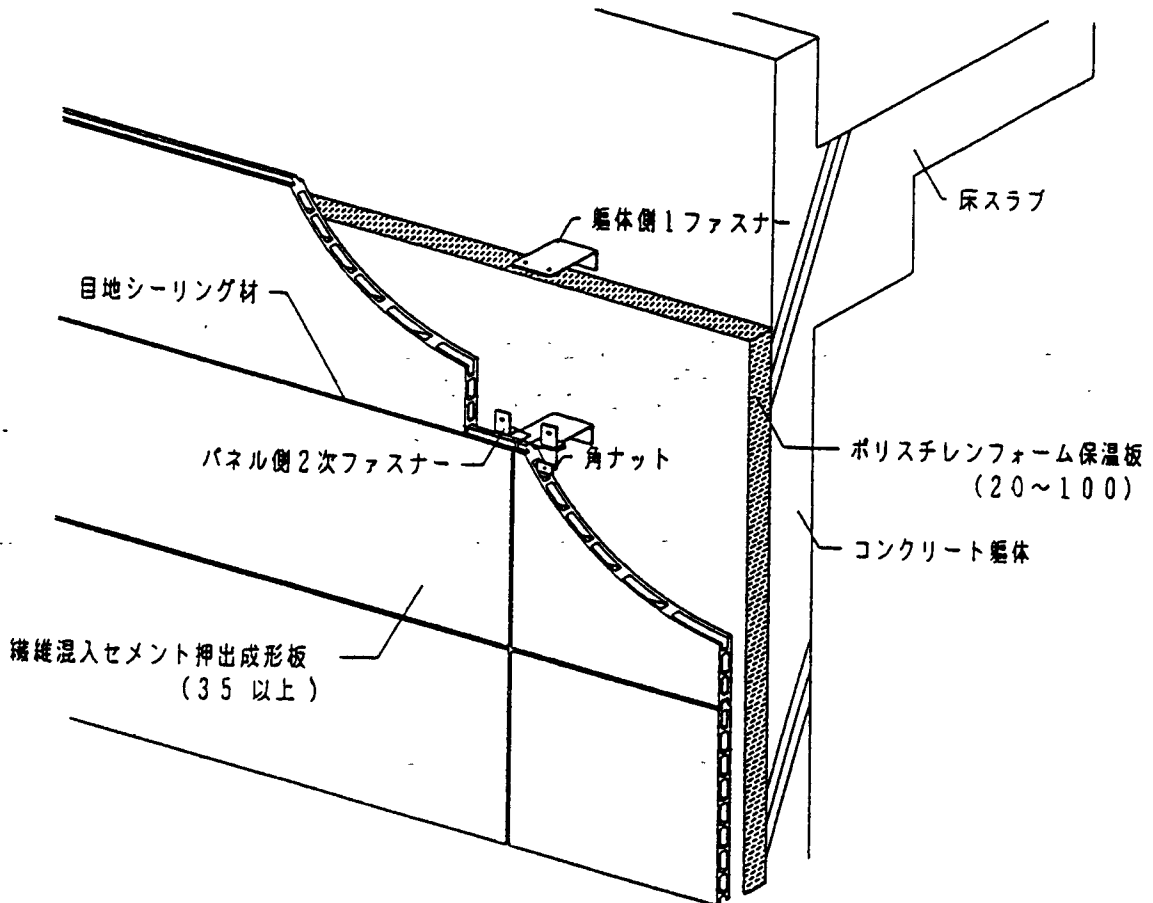 床スラブ
躯体側1ファスナー
目地シーリング材
パネル側2次ファスナー
角ナット
ポリスチレンフォーム保温板
(20~100)
コンクリート躯体
繊維混入セメント押出成形板
(35 以上)